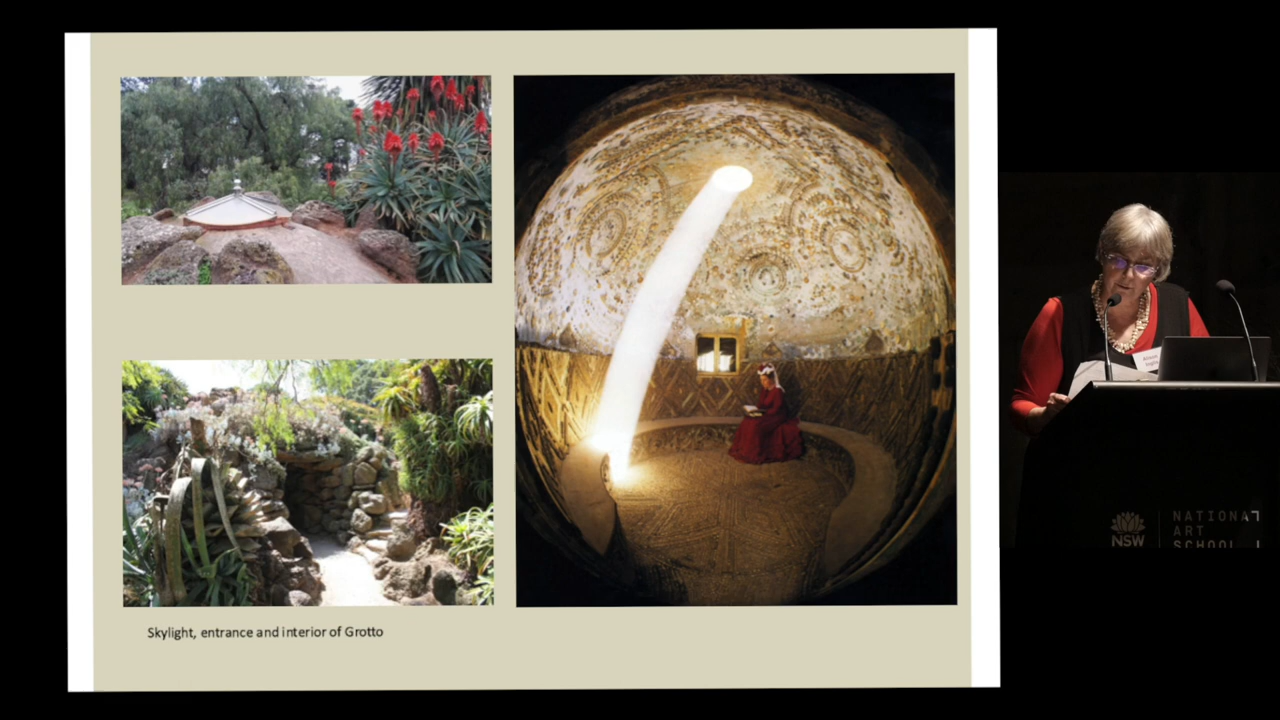 Skylight, entrance and interior of Grotto
NSW
NATIONAL
ART
SCHOOL